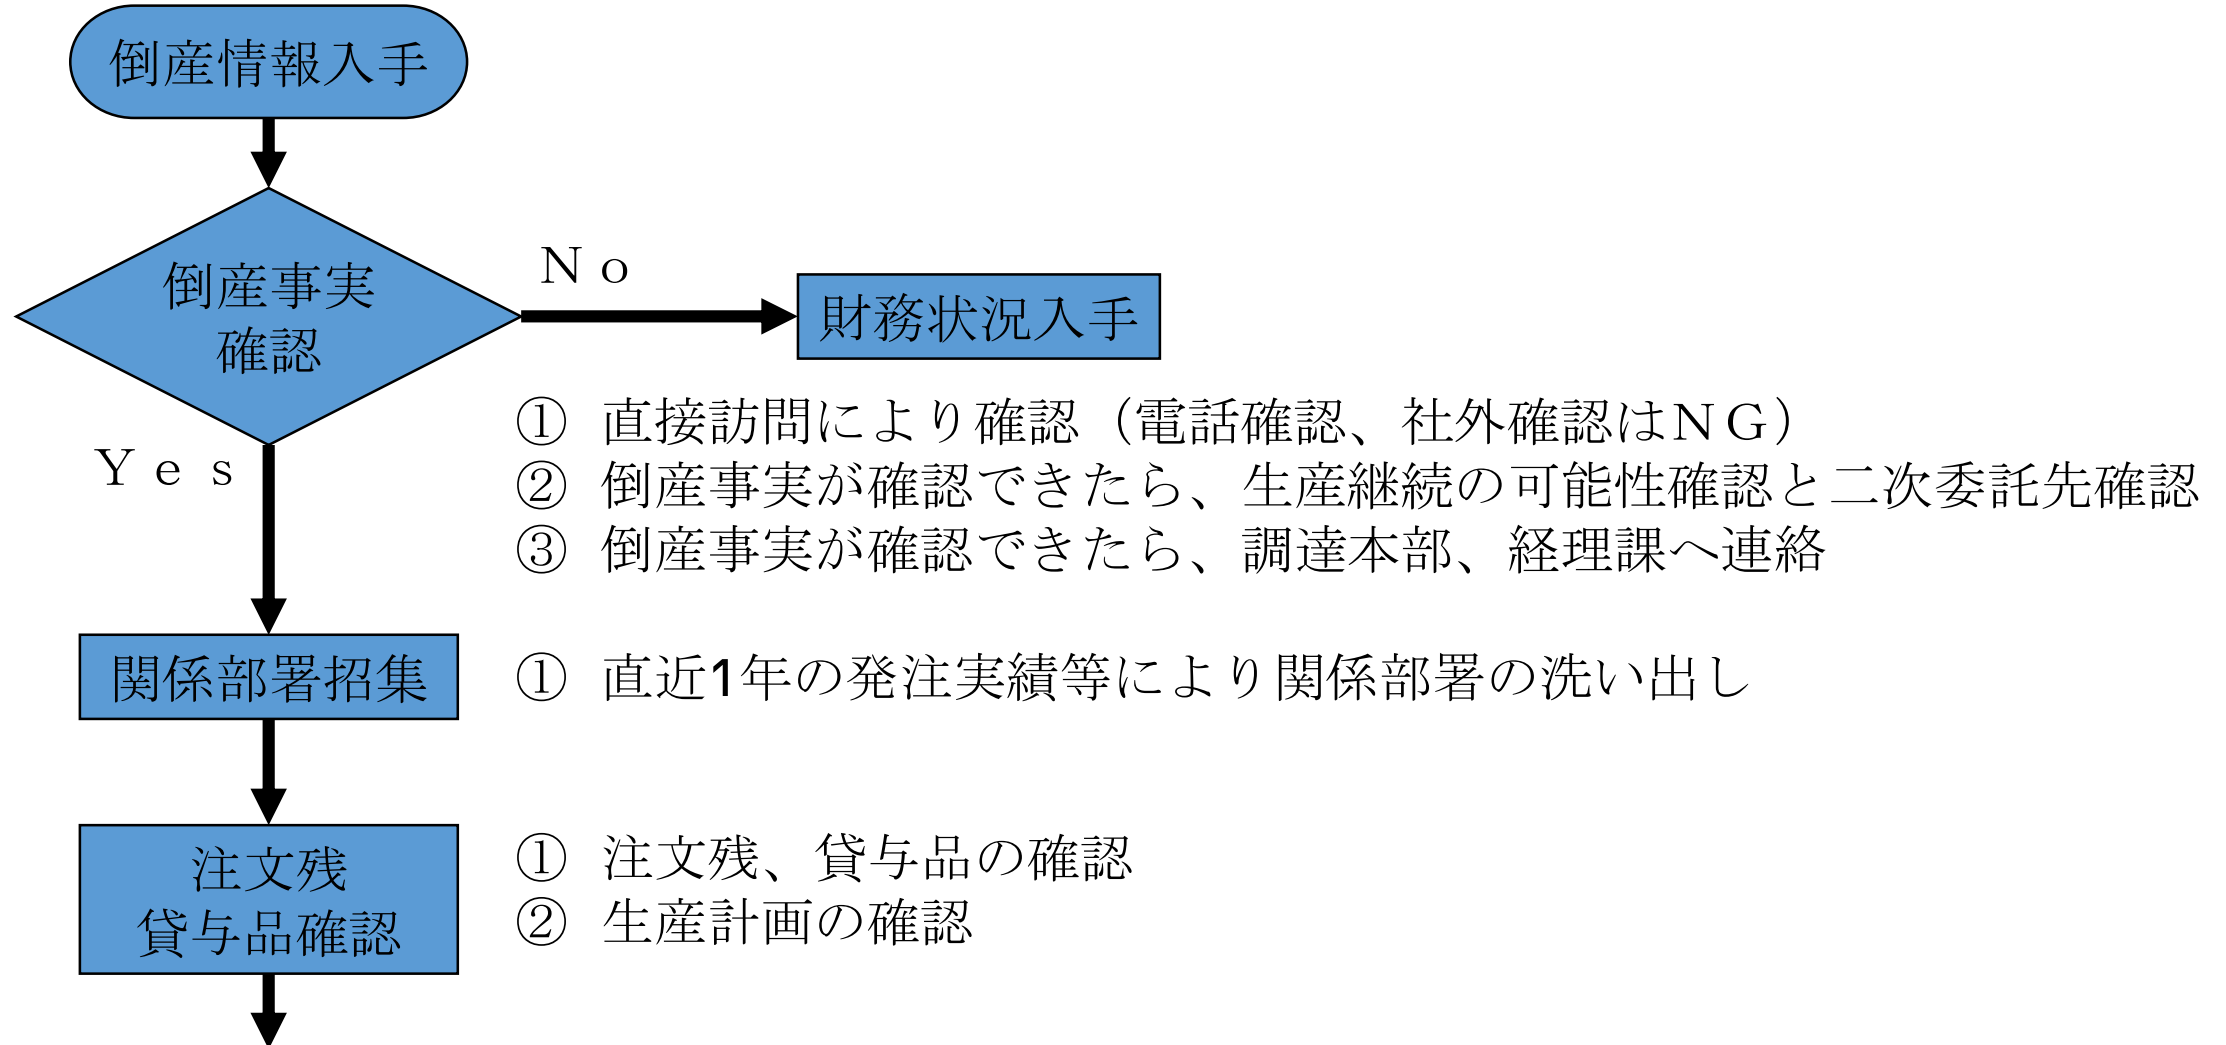 倒産情報入手
倒産事実
確認
Ｎｏ
財務状況入手
Ｙｅｓ
① 直接訪問により確認（電話確認、社外確認はＮＧ）
② 倒産事実が確認できたら、生産継続の可能性確認と二次委託先確認
③ 倒産事実が確認できたら、調達本部、経理課へ連絡
関係部署招集
① 直近1年の発注実績等により関係部署の洗い出し
注文残
貸与品確認
① 注文残、貸与品の確認
② 生産計画の確認